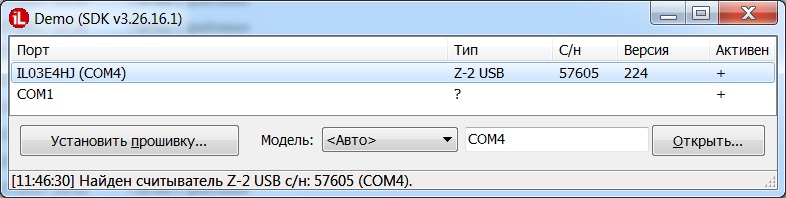 iL Demo (SDK v3.26.16.1)
Порт Тип С/н Версия Активен
IL03E4HJ (COM4) Z-2 USB 57605 224 +
COM1 ? +
Установить прошивку... Модель: <Авто> COM4 Открыть...
[11:46:30] Найден считыватель Z-2 USB с/н: 57605 (COM4).